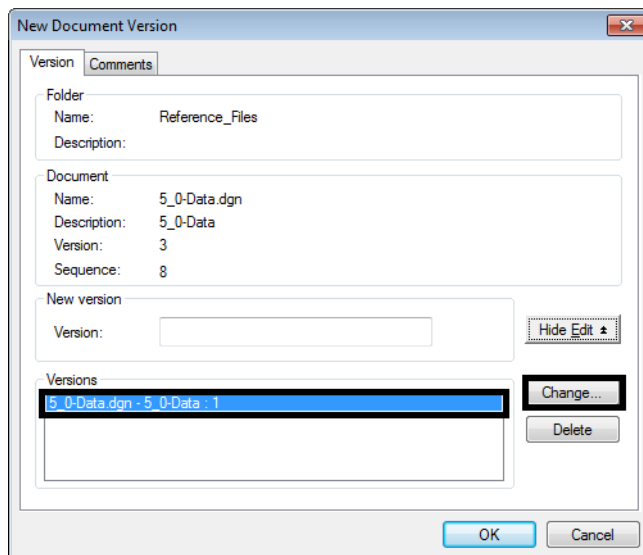 New Document Version
Version Comments
Folder
Name: Reference_Files
Description:
Document
Name: 5_0-Data.dgn
Description: 5_0-Data
Version: 3
Sequence: 8
New version
Version:
Hide Edit
Versions
5_0-Data.dgn - 5_0-Data : 1
Change...
Delete
OK Cancel